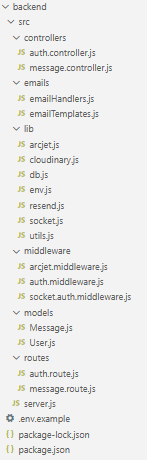 backend
src
controllers
auth.controller.js
message.controller.js
emails
emailHandlers.js
emailTemplates.js
lib
arcjet.js
cloudinary.js
db.js
env.js
resend.js
socket.js
utils.js
middleware
arcjet.middleware.js
auth.middleware.js
socket.auth.middleware.js
models
Message.js
User.js
routes
auth.route.js
message.route.js
server.js
.env.example
package-lock.json
package.json